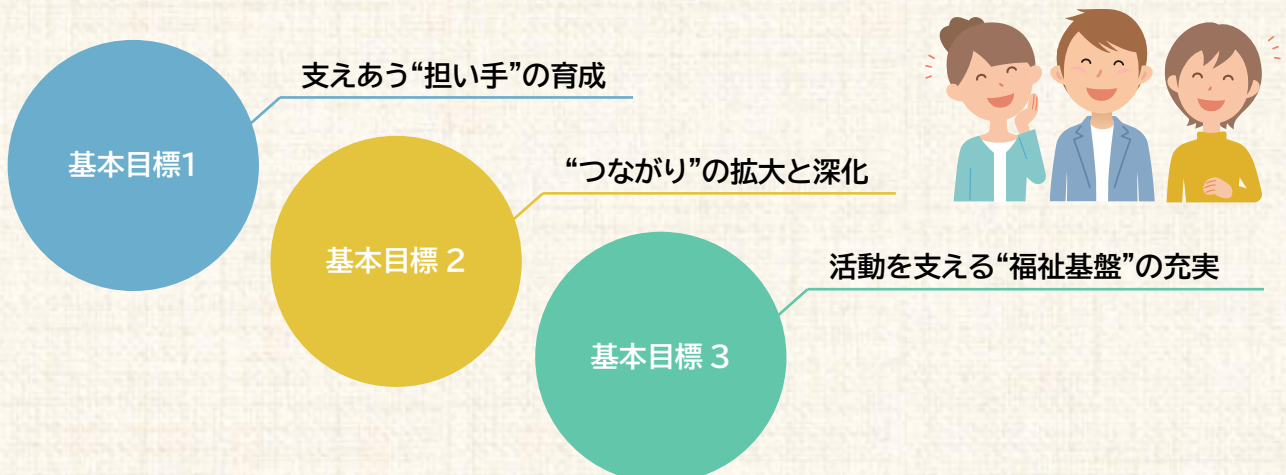 支えあう“担い手”の育成
基本目標1
“つながり”の拡大と深化
基本目標 2
活動を支える“福祉基盤”の充実
基本目標 3